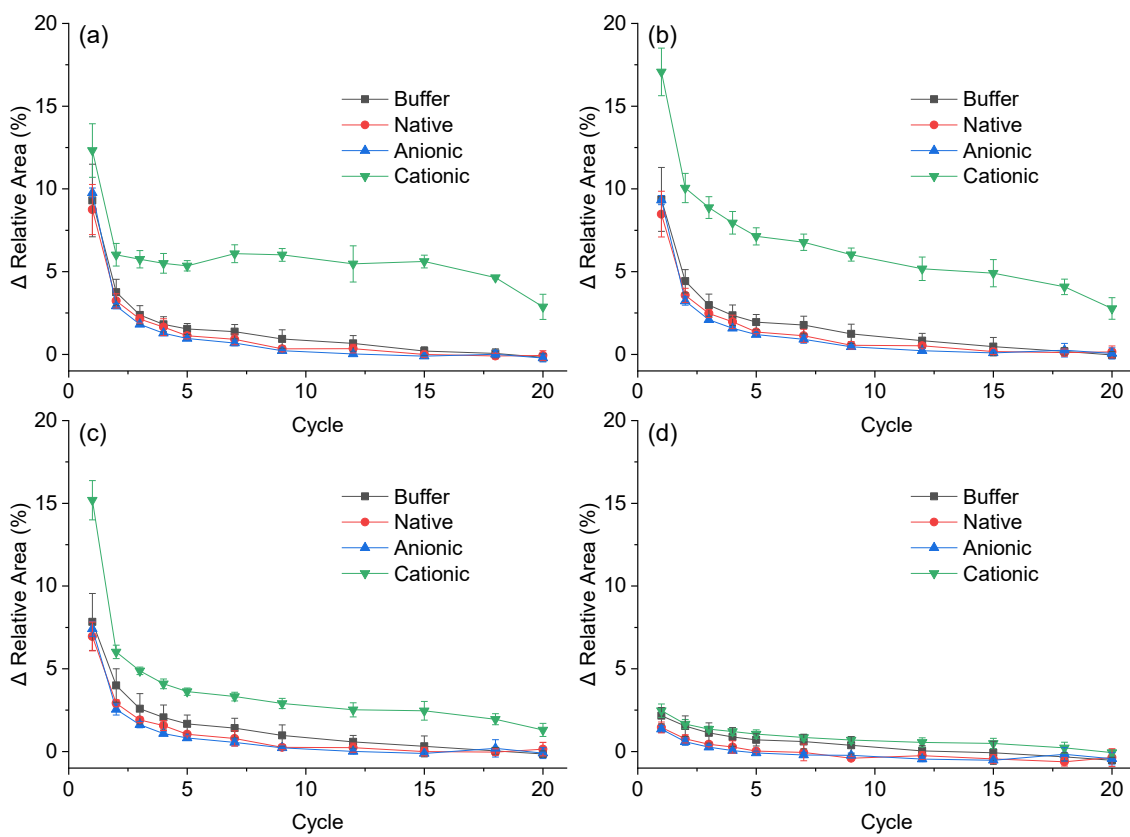 (a)
Δ Relative Area (%)
20
15
10
5
0
Buffer
Native
Anionic
Cationic
0 5 10 15 20
Cycle
(b)
Δ Relative Area (%)
20
15
10
5
0
Buffer
Native
Anionic
Cationic
0 5 10 15 20
Cycle
(c)
Δ Relative Area (%)
20
15
10
5
0
Buffer
Native
Anionic
Cationic
0 5 10 15 20
Cycle
(d)
Δ Relative Area (%)
20
15
10
5
0
Buffer
Native
Anionic
Cationic
0 5 10 15 20
Cycle